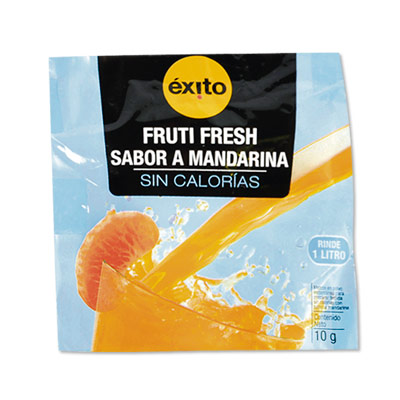 éxito
FRUTI FRESH
SABOR A MANDARINA
SIN CALORÍAS
RINDE
1 LITRO
Contenido
Neto
10 g